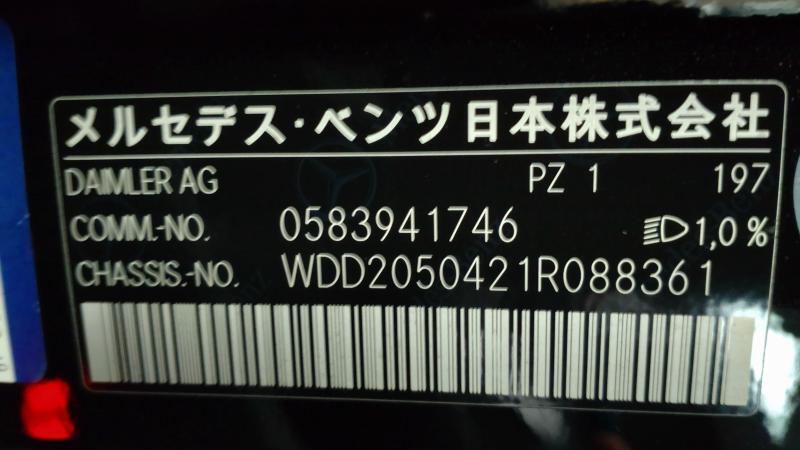 メルセデス・ベンツ日本株式会社
DAIMLER AG PZ 1 197
COMM.-NO. 0583941746 1,0 %
CHASSIS.-NO. WDD2050421R088361